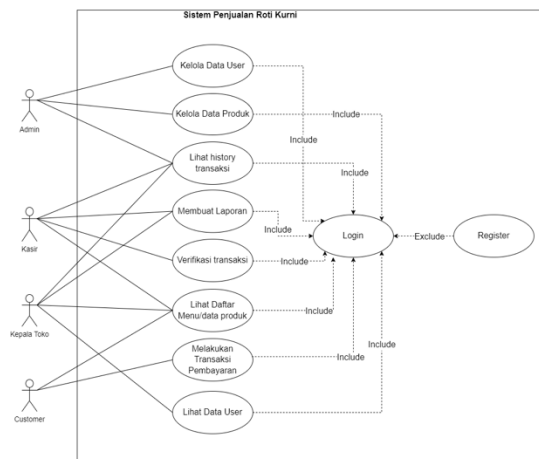 Sistem Penjualan Roti Kurni
Kelola Data User
Include
Admin
Kelola Data Produk
Include
Include
Lihat history
transaksi
Include
Membuat Laporan
Include
Kasir
Login
Exclude
Register
Verifikasi transaksi
Include
Lihat Daftar
Menu/data produk
Include
Kepala Toko
Melakukan
Transaksi
Pembayaran
Include
Include
Customer
Lihat Data User